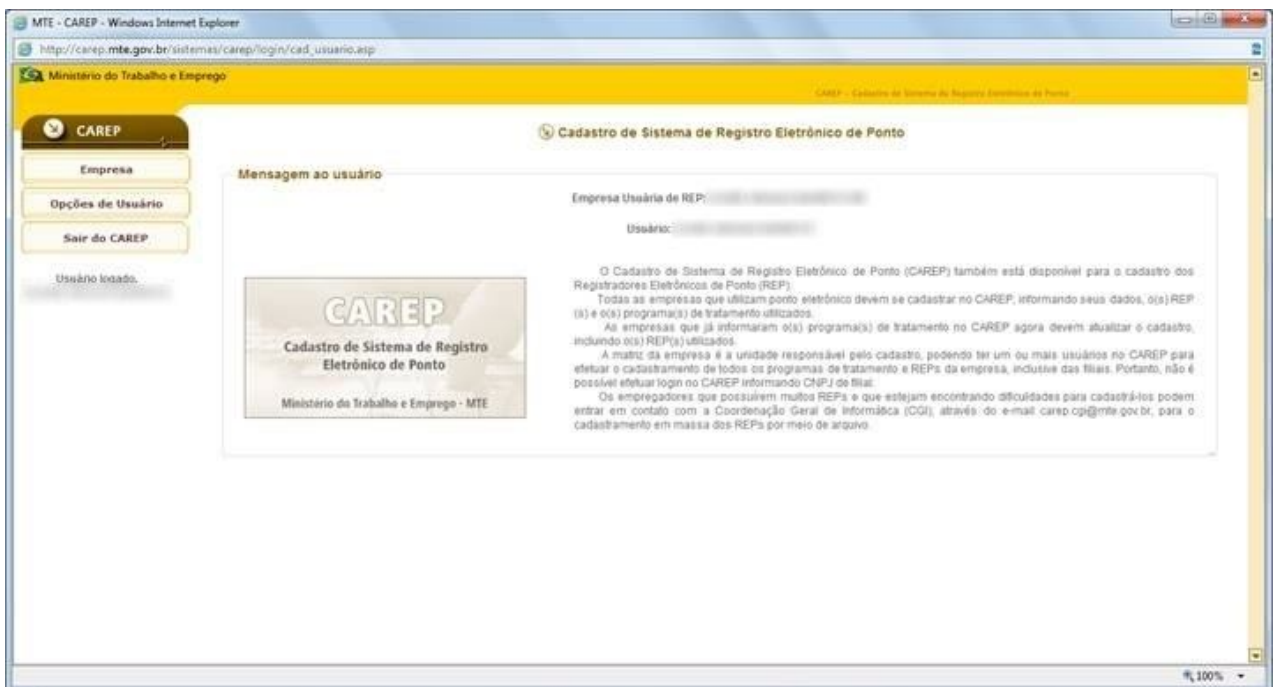 MTE - CAREP - Windows Internet Explorer
http://carep.mte.gov.br/sistemas/carep/login/cad_usuario.asp
Ministério do Trabalho e Emprego
CAREP - Cadastro de Sistema de Registro Eletrônico de Ponto
CAREP
Cadastro de Sistema de Registro Eletrônico de Ponto
Empresa
Opções de Usuário
Sair do CAREP
Usuário logado.
Mensagem ao usuário
Empresa Usuária de REP:
Usuário:
CAREP
Cadastro de Sistema de Registro
Eletrônico de Ponto
Ministério do Trabalho e Emprego - MTE
O Cadastro de Sistema de Registro Eletrônico de Ponto (CAREP) também está disponível para o cadastro dos
Registradores Eletrônicos de Ponto (REP).
Todas as empresas que utilizam ponto eletrônico devem se cadastrar no CAREP, informando seus dados, o(s) REP
(s) e o(s) programa(s) de tratamento utilizados.
As empresas que já informaram o(s) programa(s) de tratamento no CAREP agora devem atualizar o cadastro,
incluindo o(s) REP(s) utilizados.
A matriz da empresa é a unidade responsável pelo cadastro, podendo ter um ou mais usuários no CAREP para
efetuar o cadastramento de todos os programas de tratamento e REPs da empresa, inclusive das filiais. Portanto, não é
possível efetuar login no CAREP informando CNPJ de filial.
Os empregadores que possuírem muitos REPs e que estejam encontrando dificuldades para cadastrá-los podem
entrar em contato com a Coordenação Geral de Informática (CGI), através do e-mail carep.cgi@mte.gov.br, para o
cadastramento em massa dos REPs por meio de arquivo.
100%